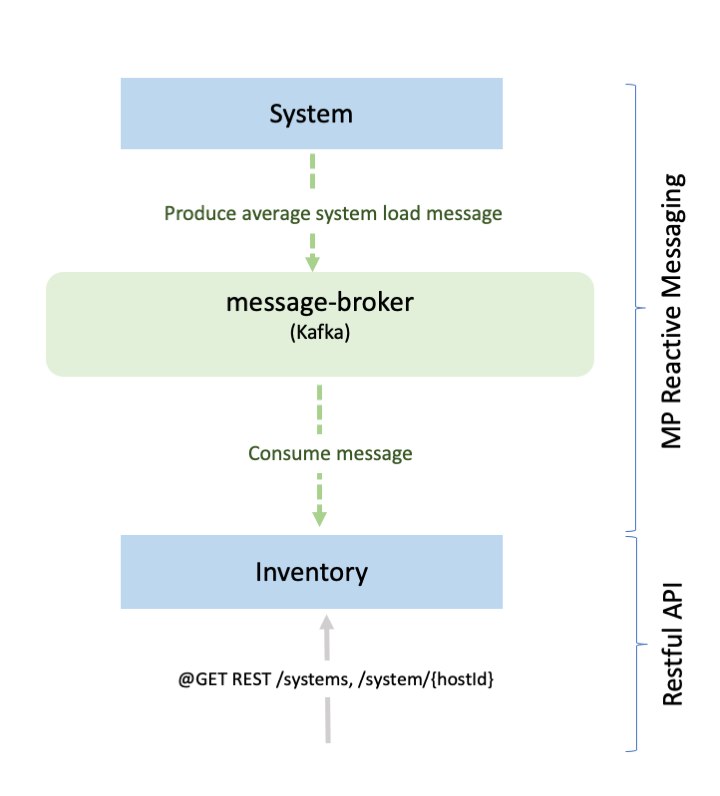 System
Produce average system load message
message-broker
(Kafka)
Consume message
Inventory
@GET REST /systems, /system/{hostId}
MP Reactive Messaging
Restful API